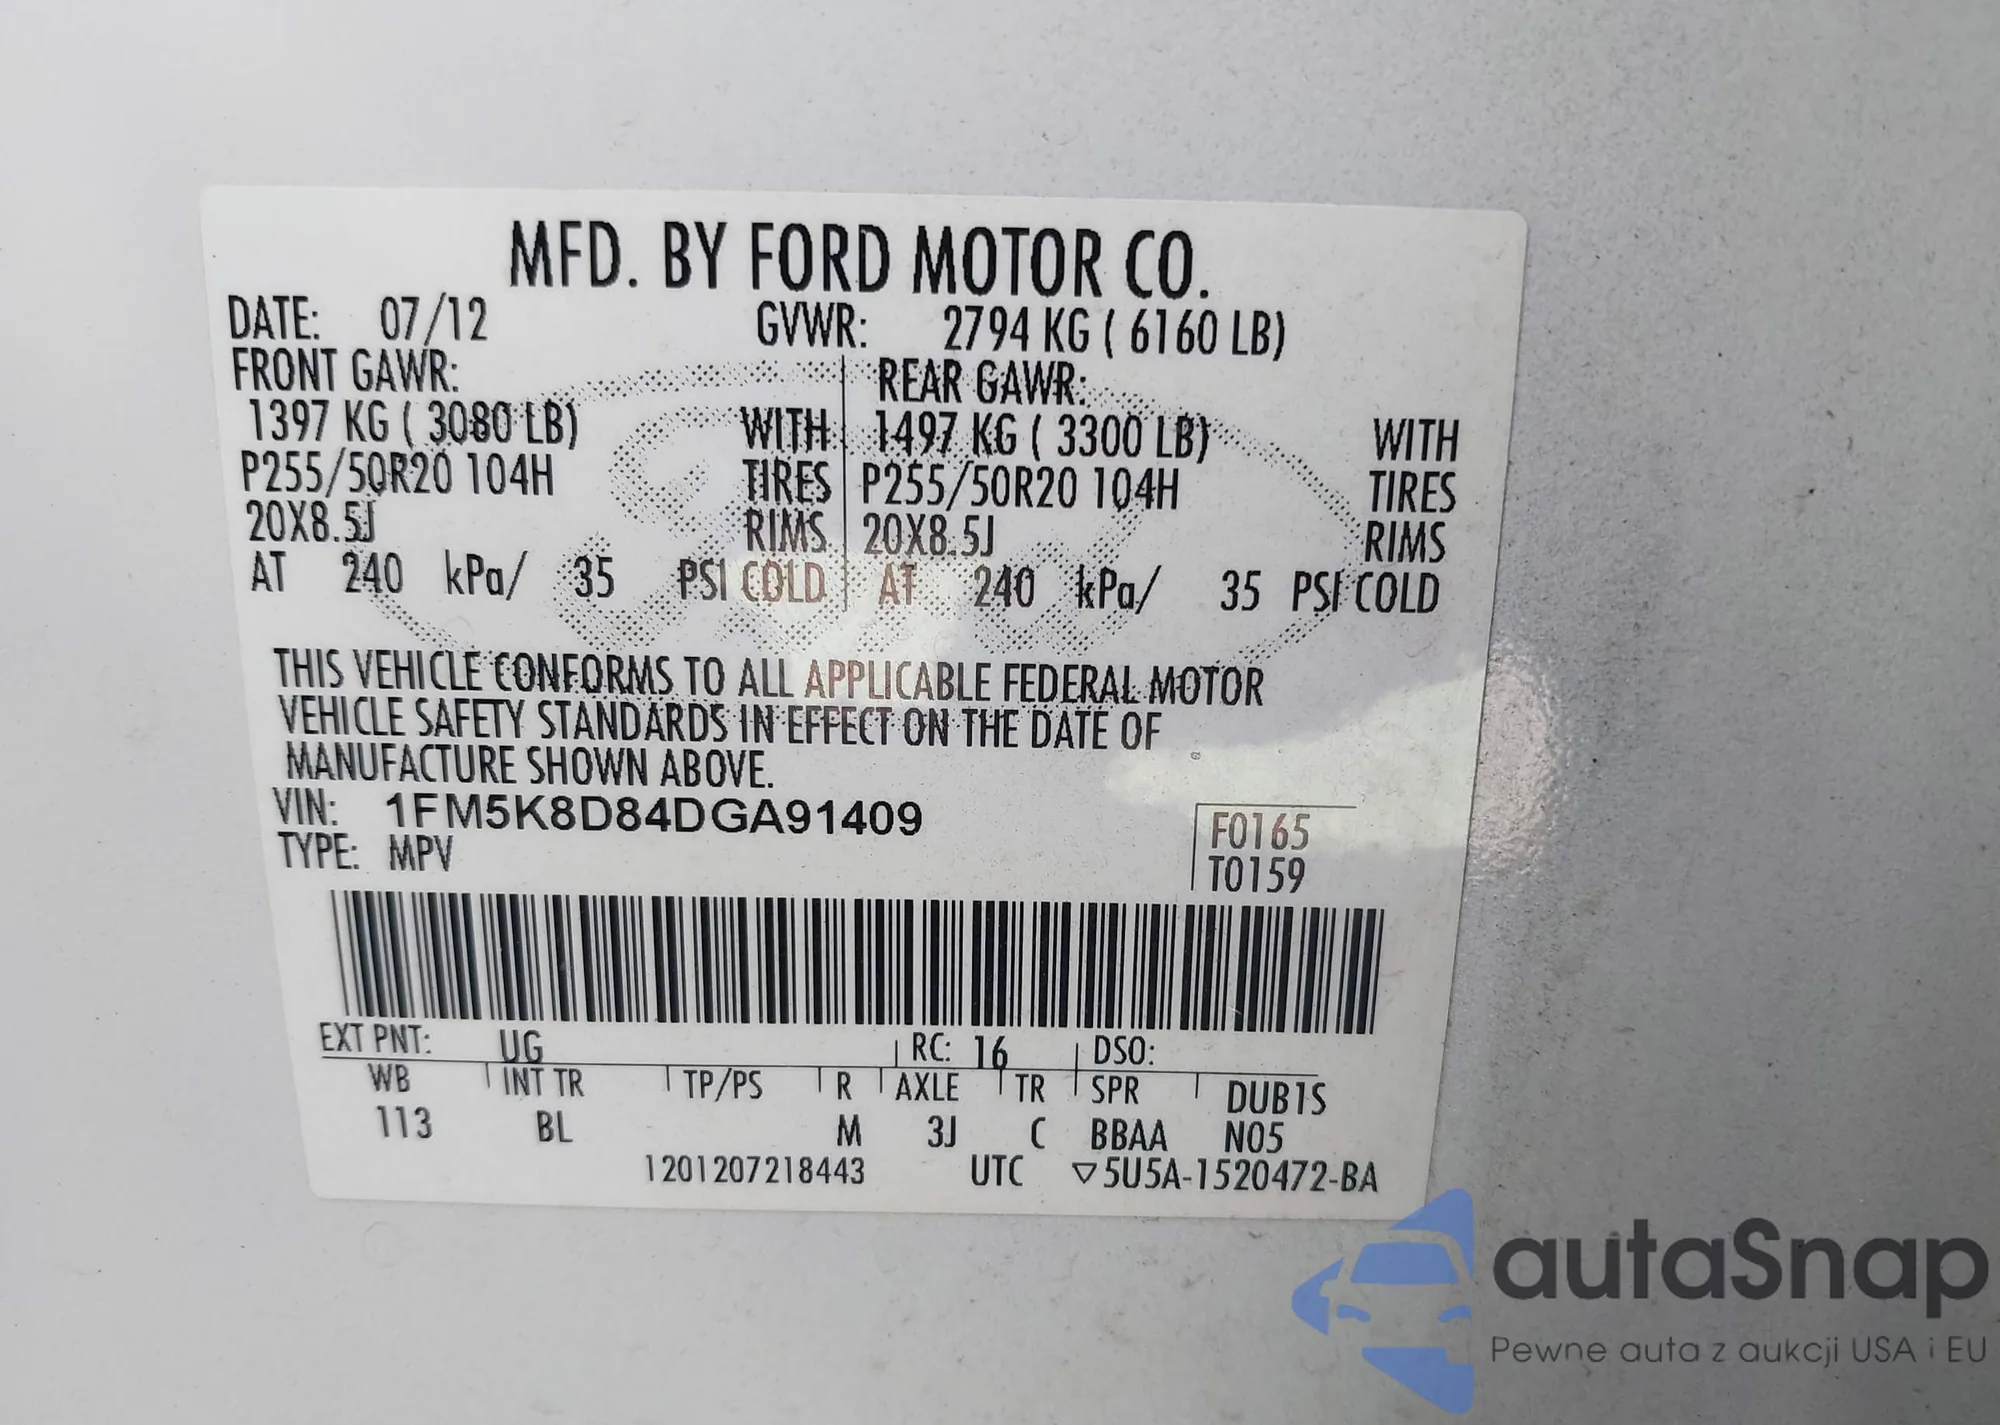 MFD. BY FORD MOTOR CO.
DATE: 07/12 GVWR: 2794 KG ( 6160 LB)
FRONT GAWR: REAR GAWR:
1397 KG ( 3080 LB) WITH 1497 KG ( 3300 LB) WITH
P255/50R20 104H TIRES P255/50R20 104H TIRES
20X8.5J RIMS 20X8.5J RIMS
AT 240 kPa/ 35 PSI COLD AT 240 kPa/ 35 PSI COLD
THIS VEHICLE CONFORMS TO ALL APPLICABLE FEDERAL MOTOR
VEHICLE SAFETY STANDARDS IN EFFECT ON THE DATE OF
MANUFACTURE SHOWN ABOVE.
VIN: 1FM5K8D84DGA91409
TYPE: MPV
F0165
T0159
EXT PNT: UG RC: 16 DSO:
WB INT TR TP/PS R AXLE TR SPR DUB1S
113 BL M 3J C BBAA N05
1201207218443 UTC ▽5U5A-1520472-BA
autaSnap
Pewne auta z aukcji USA i EU